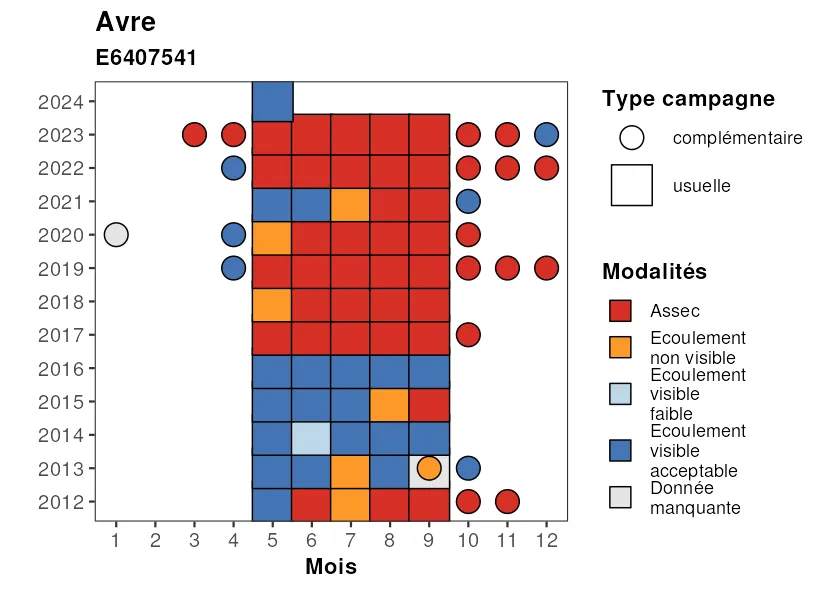 Avre
E6407541
2024
2023
2022
2021
2020
2019
2018
2017
2016
2015
2014
2013
2012
1 2 3 4 5 6 7 8 9 10 11 12
Mois
Type campagne
complémentaire
usuelle
Modalités
Assec
Ecoulement
non visible
Ecoulement
visible
faible
Ecoulement
visible
acceptable
Donnée
manquante